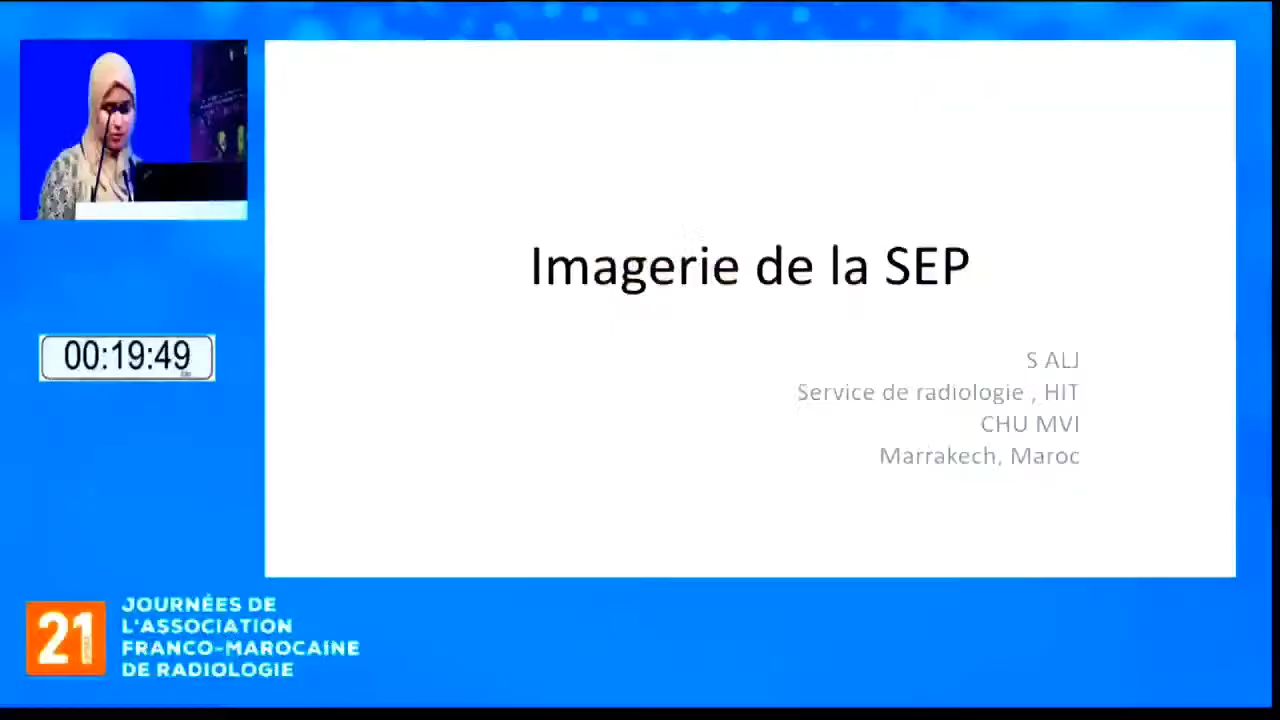 Imagerie de la SEP
S ALJ
Service de radiologie , HIT
CHU MVI
Marrakech, Maroc
00:19:49
21
JOURNÉES DE
L'ASSOCIATION
FRANCO-MAROCAINE
DE RADIOLOGIE